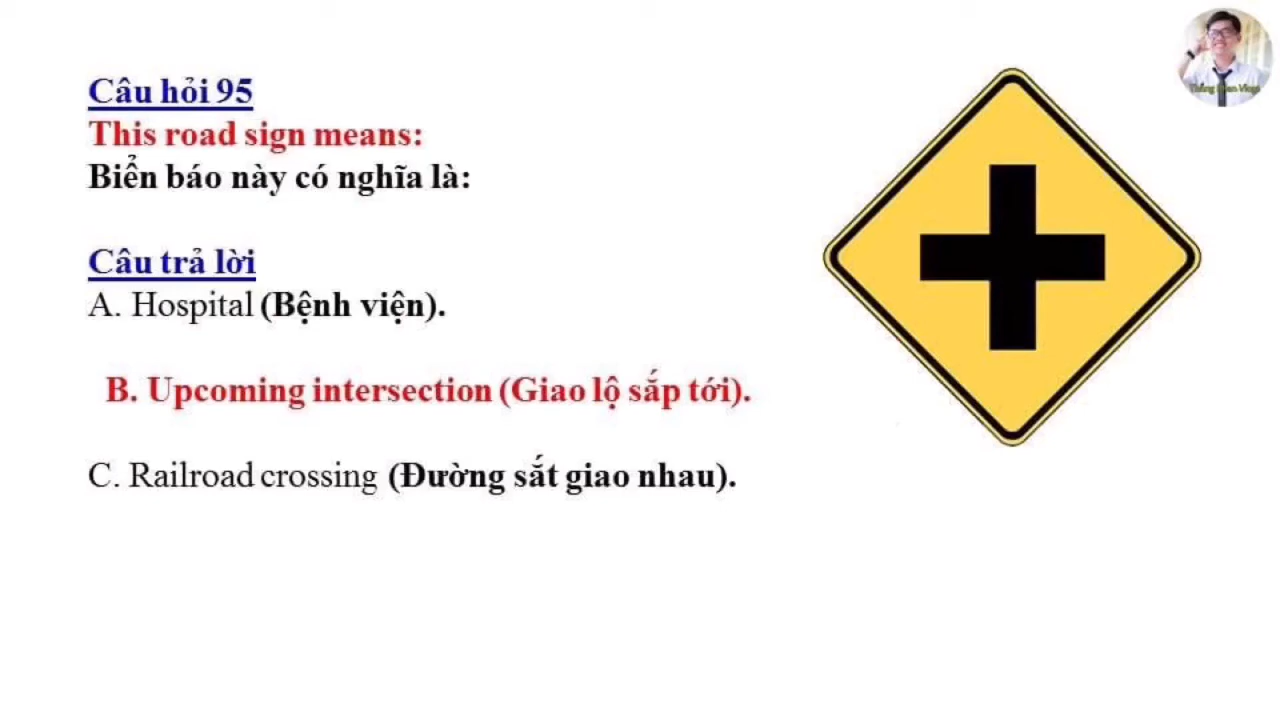 Câu hỏi 95
This road sign means:
Biển báo này có nghĩa là:
Câu trả lời
A. Hospital (Bệnh viện).
B. Upcoming intersection (Giao lộ sắp tới).
C. Railroad crossing (Đường sắt giao nhau).